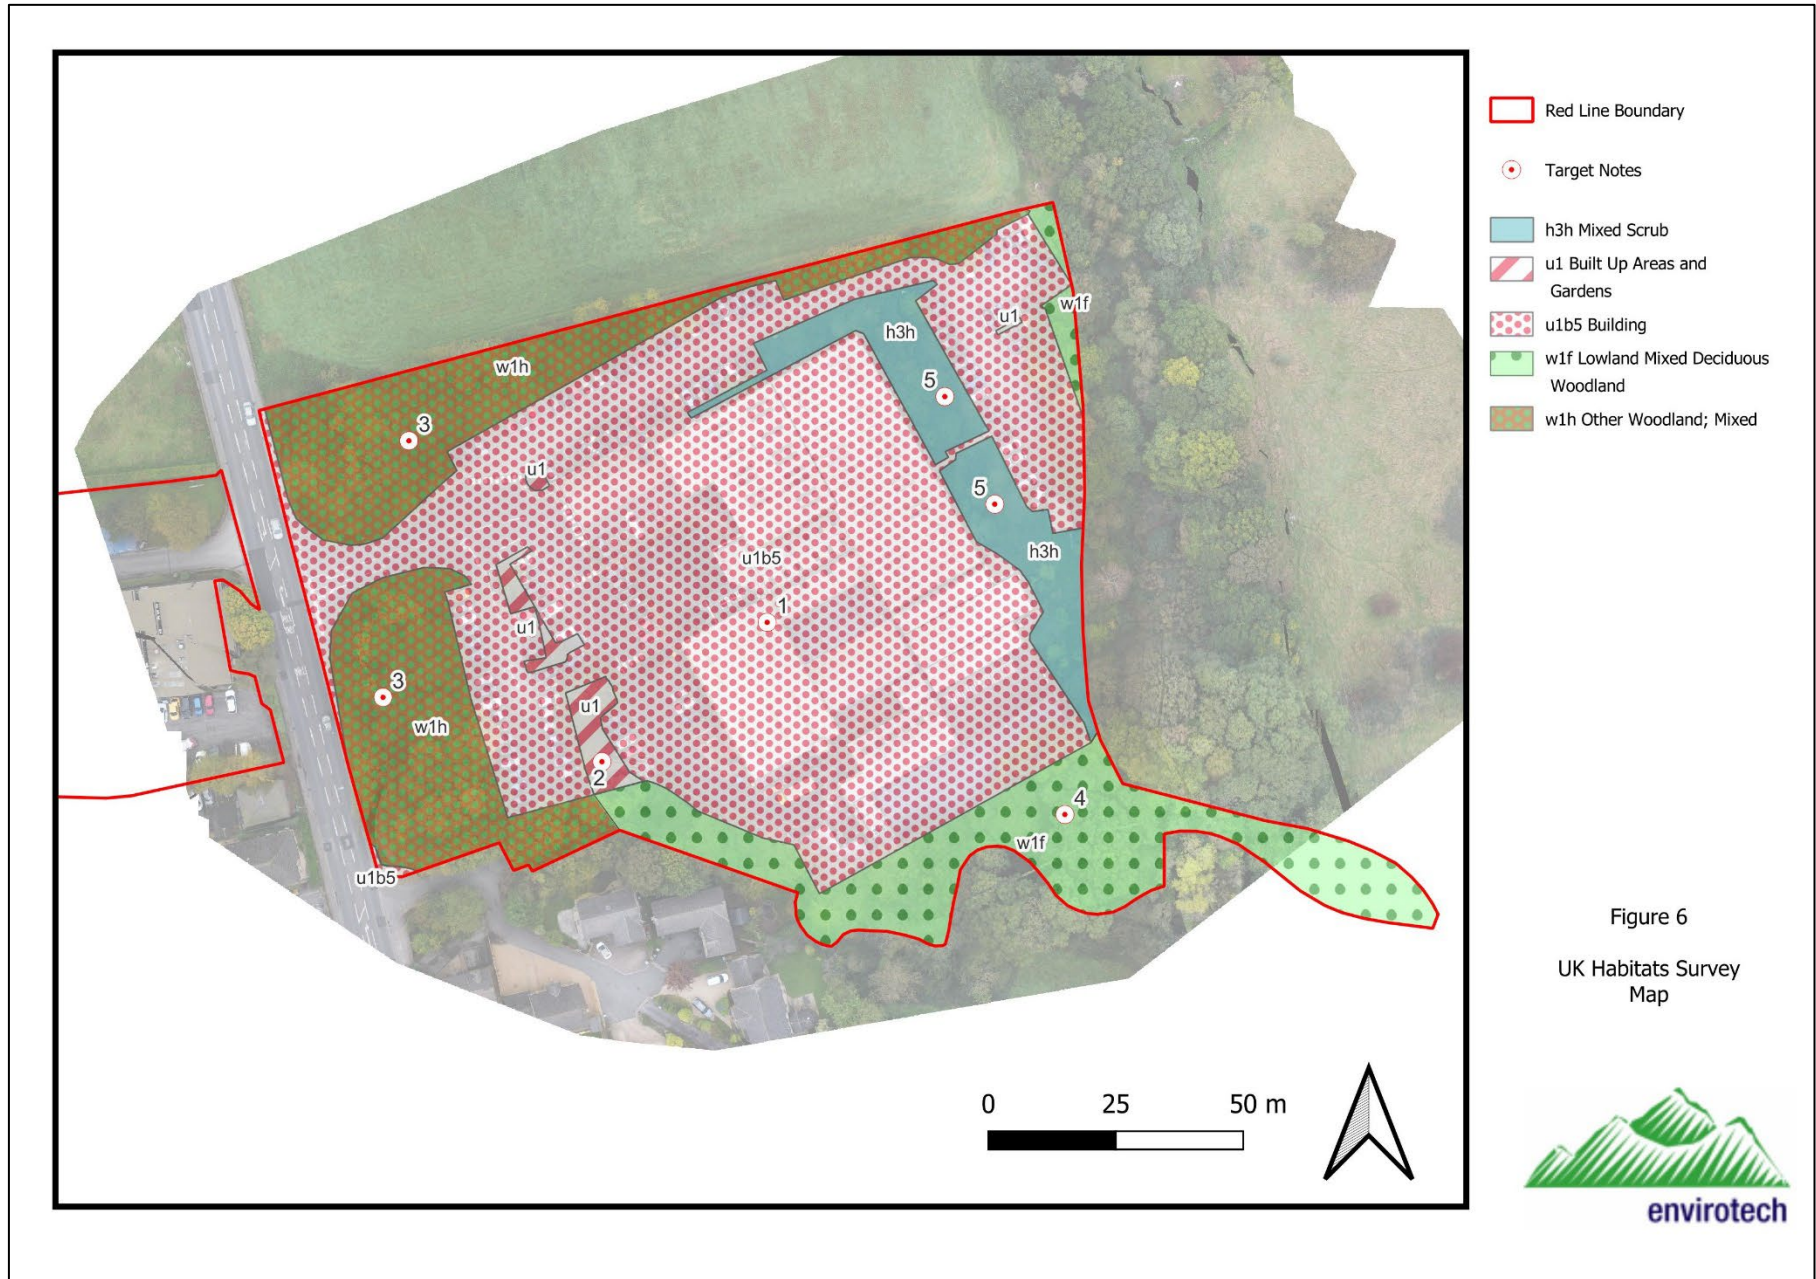 Red Line Boundary
Target Notes
h3h Mixed Scrub
u1 Built Up Areas and
Gardens
u1b5 Building
w1f Lowland Mixed Deciduous
Woodland
w1h Other Woodland; Mixed
w1f
u1
h3h
w1h
5
3
u1
5
h3h
u1b5
1
u1
3
u1
w1h
2
4
w1f
u1b5
0 25 50 m
Figure 6
UK Habitats Survey
Map
envirotech